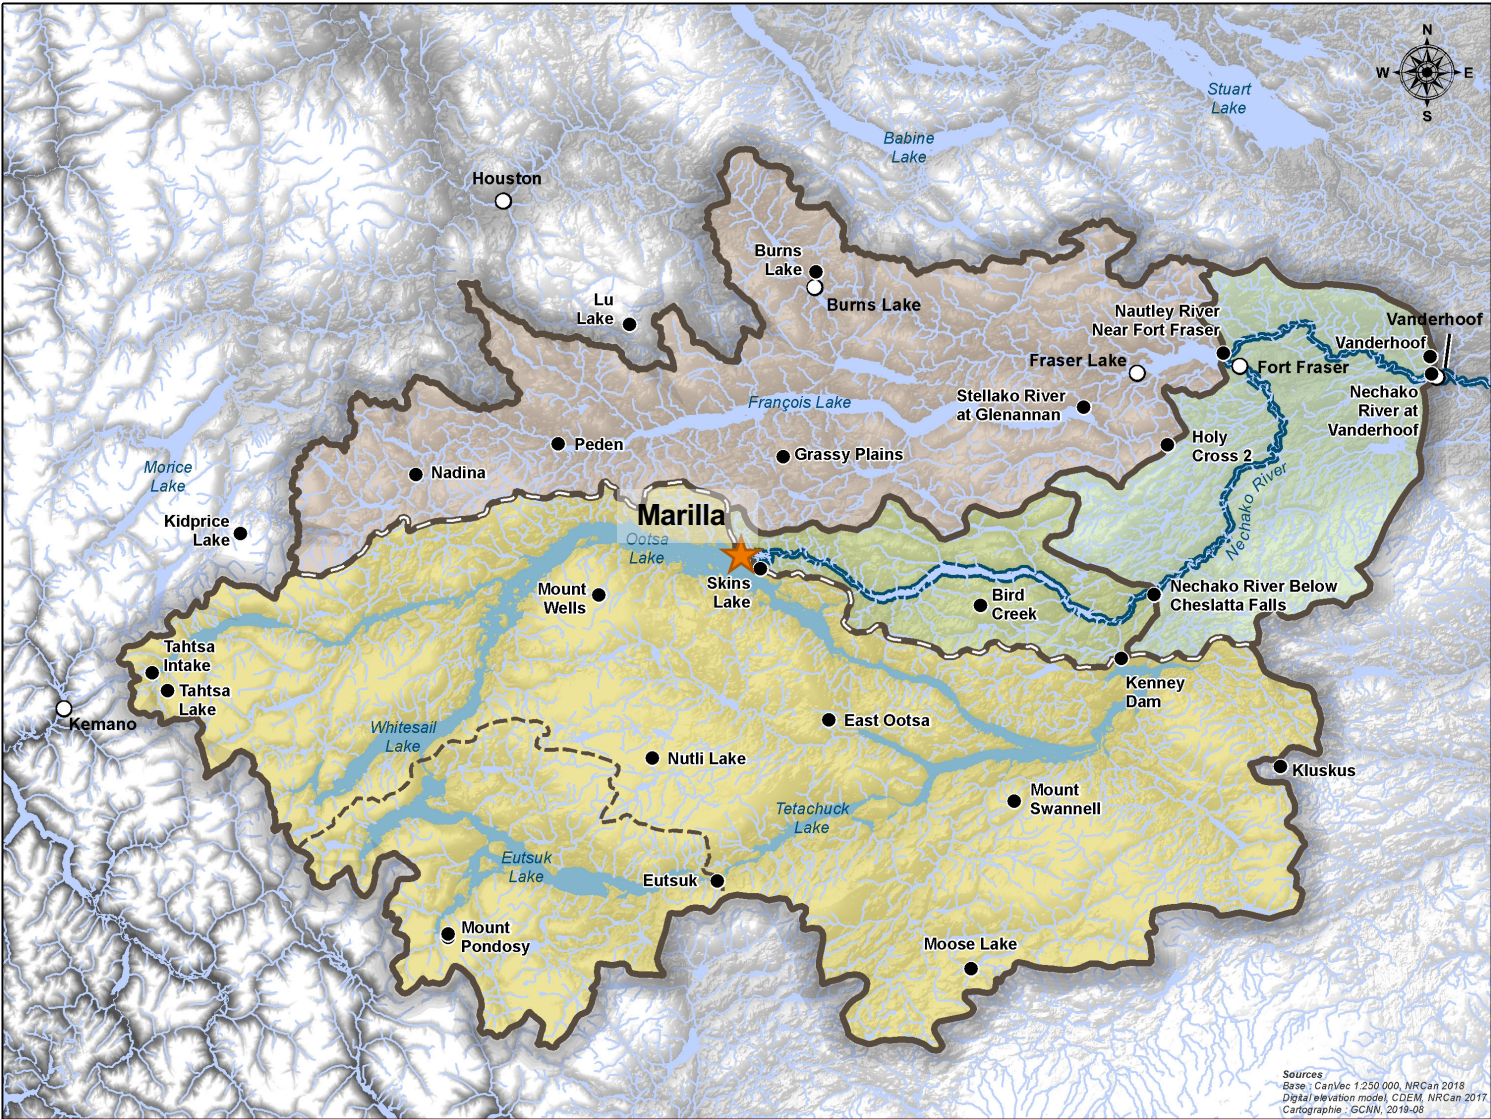 N
W
E
S
Stuart
Lake
Babine
Lake
Houston
Burns
Lake
Burns Lake
Lu
Lake
Nautley River
Near Fort Fraser
Vanderhoof
Vanderhoof
Fraser Lake
Fort Fraser
Nechako
River at
Vanderhoof
Stellako River
at Glenannan
François Lake
Peden
Grassy Plains
Holy
Cross 2
Nadina
Morice
Lake
Nechako River
Kidprice
Lake
Marilla
Ootsa
Lake
Skins
Lake
Mount
Wells
Bird
Creek
Nechako River Below
Cheslatta Falls
Tahtsa
Intake
Tahtsa
Lake
Kenney
Dam
Kemano
Whitesail
Lake
East Ootsa
Nutli Lake
Kluskus
Mount
Swannell
Tetachuck
Lake
Eutsuk
Lake
Eutsuk
Mount
Pondosy
Moose Lake
Sources
Base : CanVec 1:250 000, NRCan 2018
Digital elevation model, CDEM, NRCan 2017
Cartographie : GCNN, 2019-08